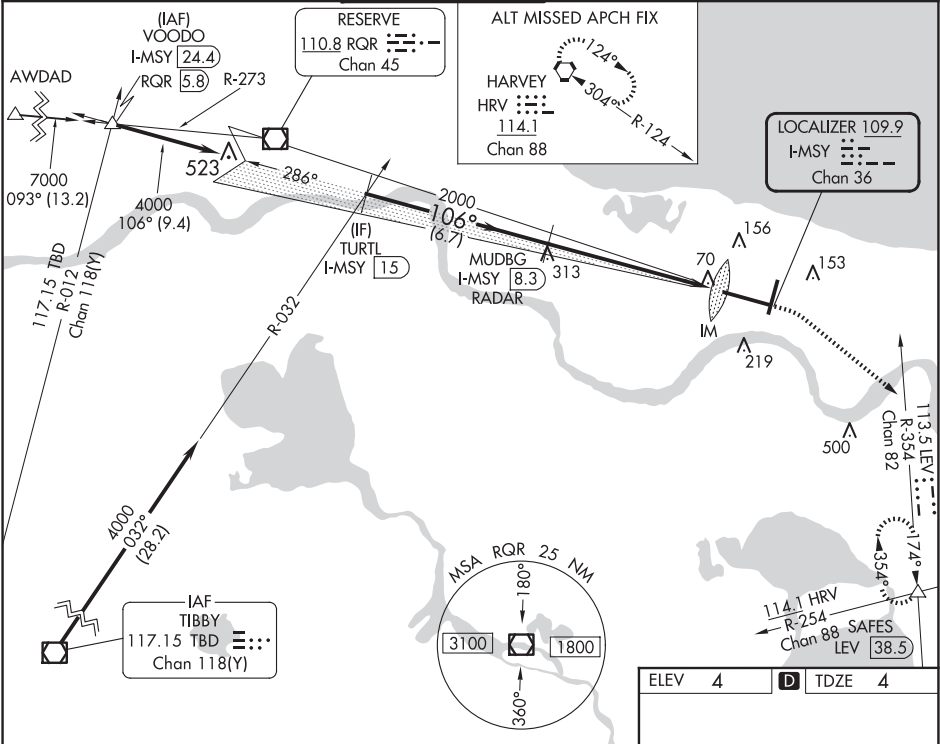 (IAF)
VOODO
I-MSY 24.4
RQR 5.8
R-273
AWDAD
7000
093° (13.2)
4000
106° (9.4)
RESERVE
110.8 RQR
Chan 45
ALT MISSED APCH FIX
124°
HARVEY
HRV
114.1
Chan 88
304°
R-124
LOCALIZER 109.9
I-MSY
Chan 36
523
286°
2000
106°
(6.7)
(IF)
TURTL
I-MSY 15
MUDBG
I-MSY 8.3
RADAR
313
70
156
153
IM
219
500
117.15 TBD
R-012
Chan 118(Y)
R-032
4000
032°
(28.2)
IAF
TIBBY
117.15 TBD
Chan 118(Y)
MSA RQR 25 NM
180°
3100
1800
360°
113.5 LEV
R-354
Chan 82
174°
354°
114.1 HRV
R-254
Chan 88
SAFES
LEV 38.5
ELEV 4
D
TDZE 4